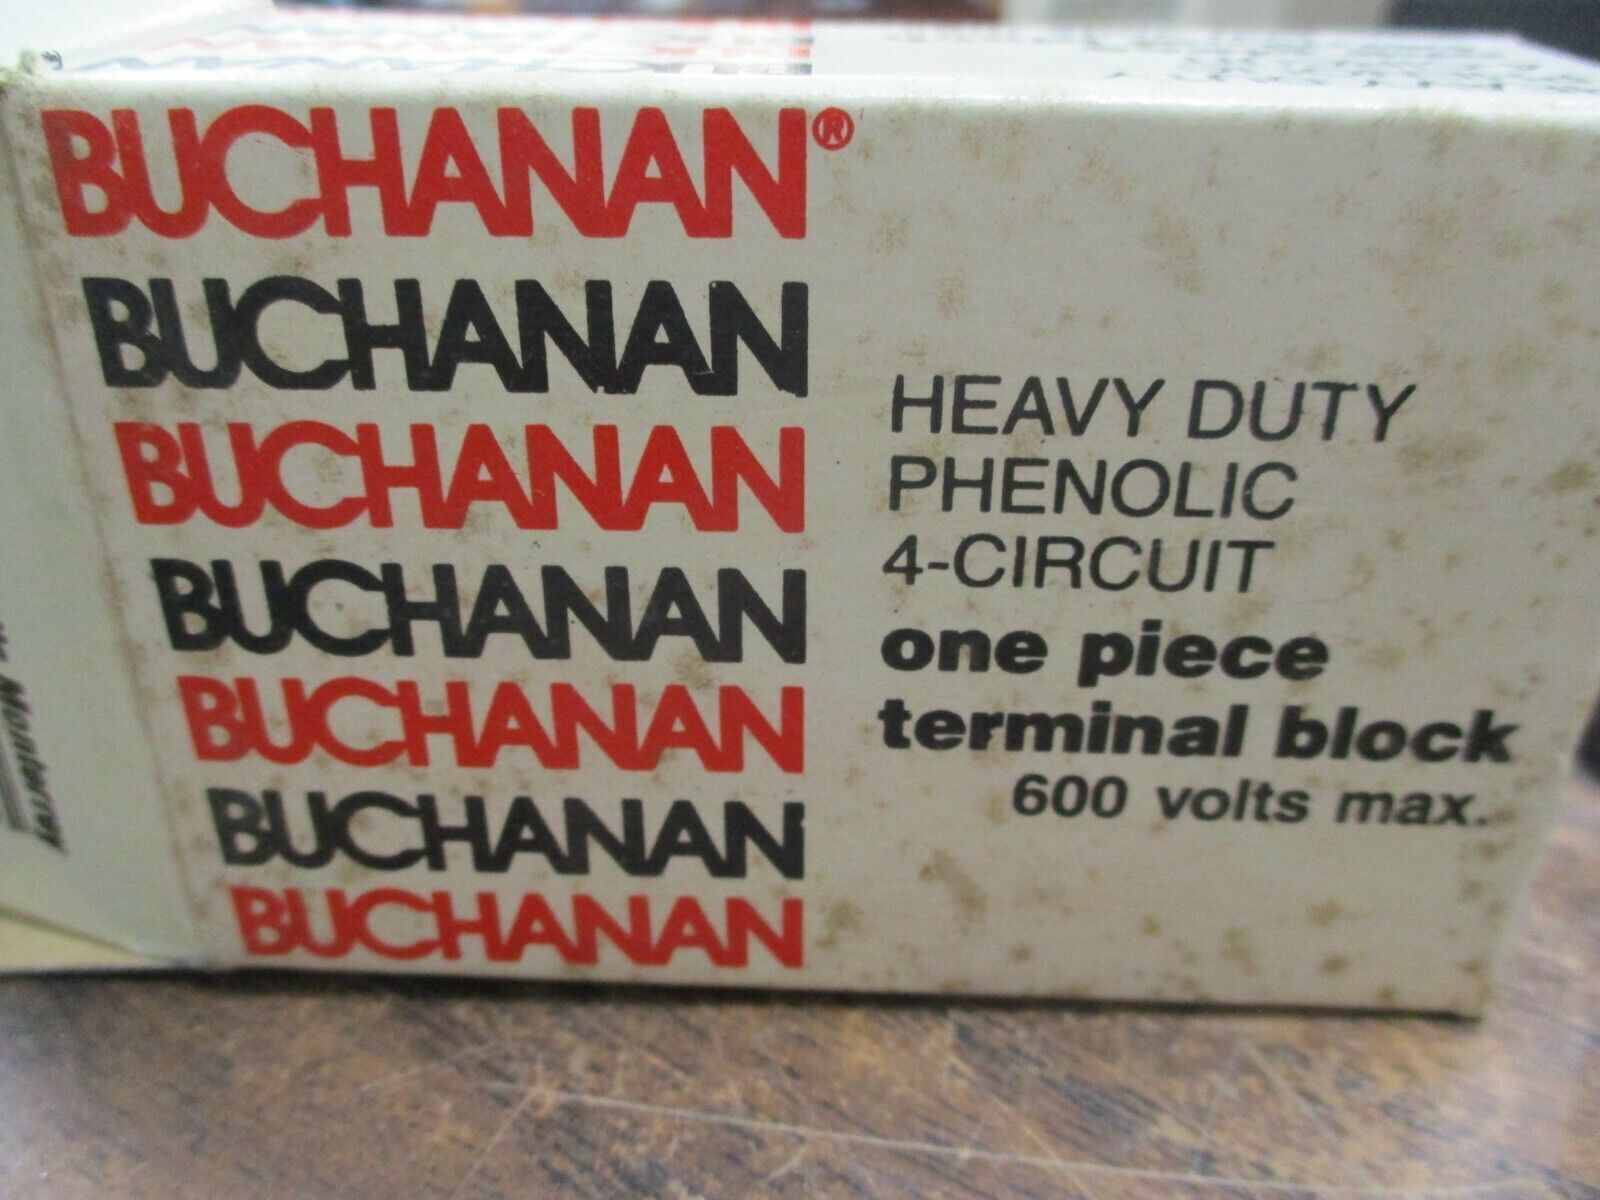 BUCHANAN®
BUCHANAN
BUCHANAN
BUCHANAN
BUCHANAN
BUCHANAN
BUCHANAN
HEAVY DUTY
PHENOLIC
4-CIRCUIT
one piece
terminal block
600 volts max.